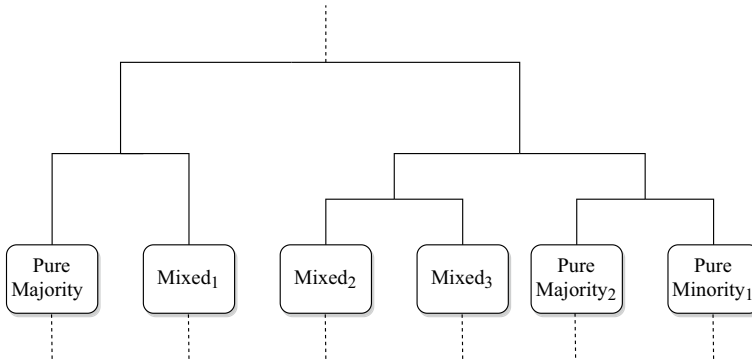 Pure
Majority
Mixed₁
Mixed₂
Mixed₃
Pure
Majority₂
Pure
Minority₁